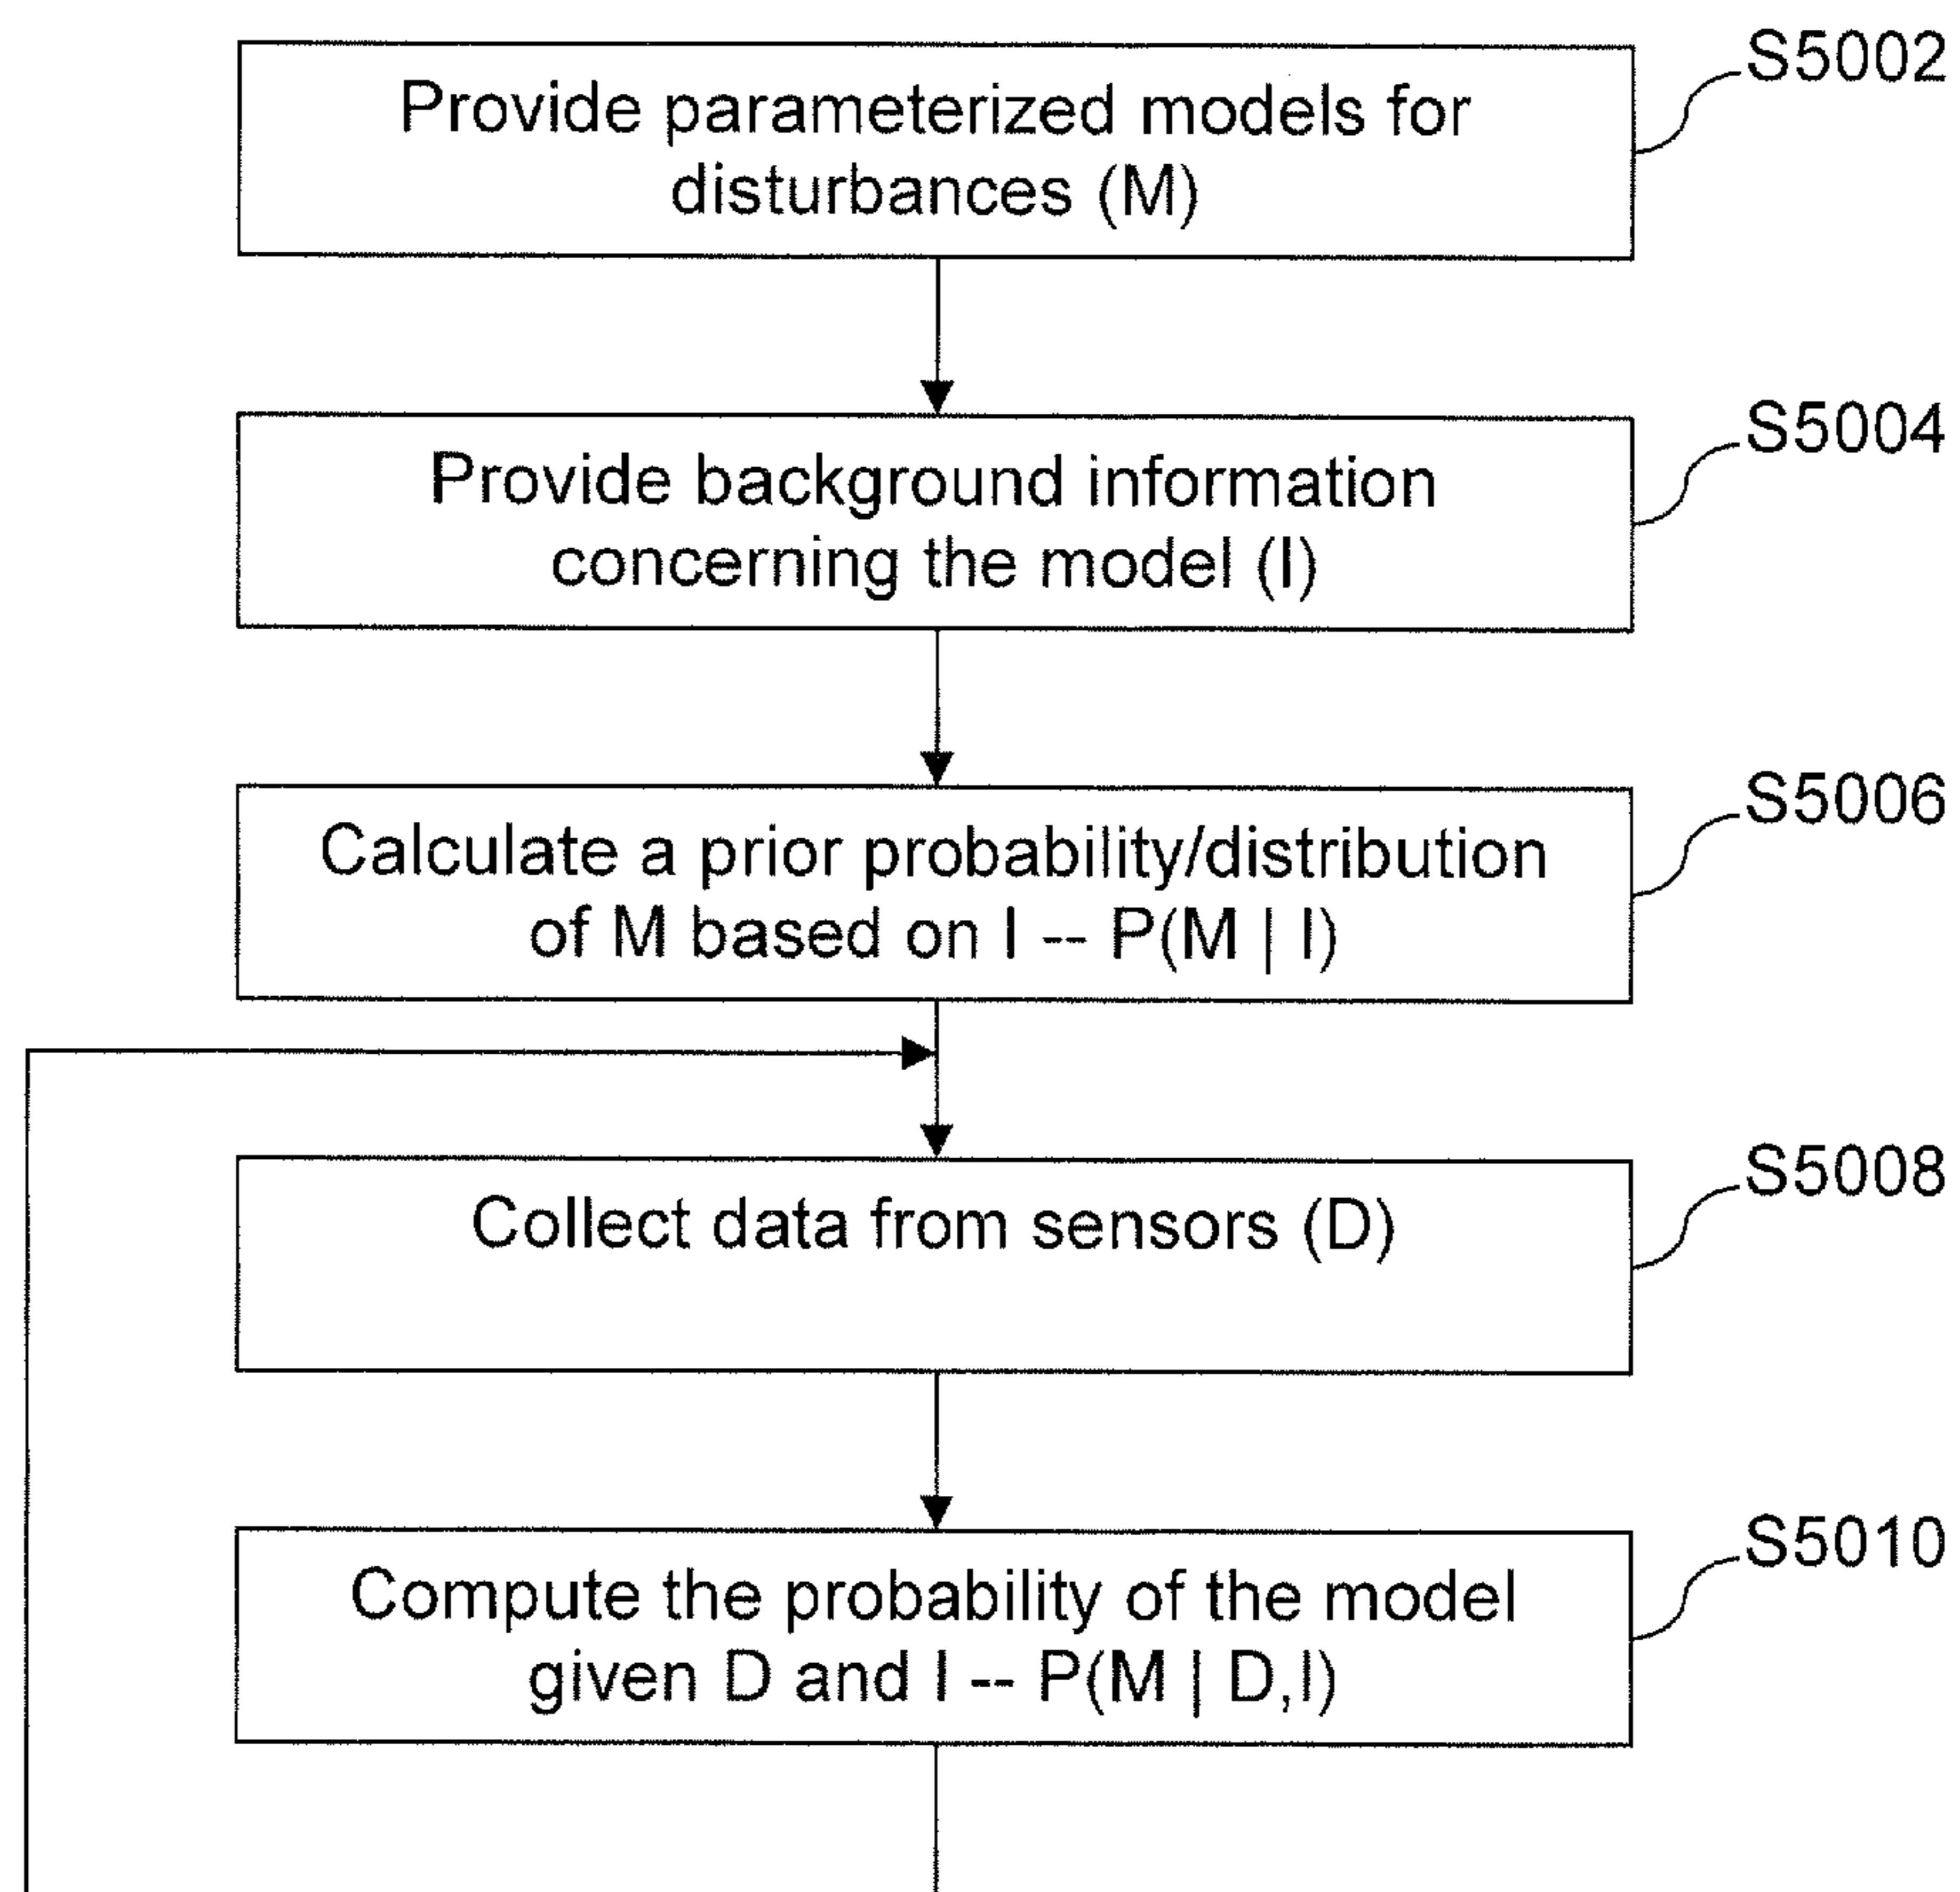 S5002
Provide parameterized models for
disturbances (M)
S5004
Provide background information
concerning the model (I)
S5006
Calculate a prior probability/distribution
of M based on I -- P(M | I)
S5008
Collect data from sensors (D)
S5010
Compute the probability of the model
given D and I -- P(M | D,I)